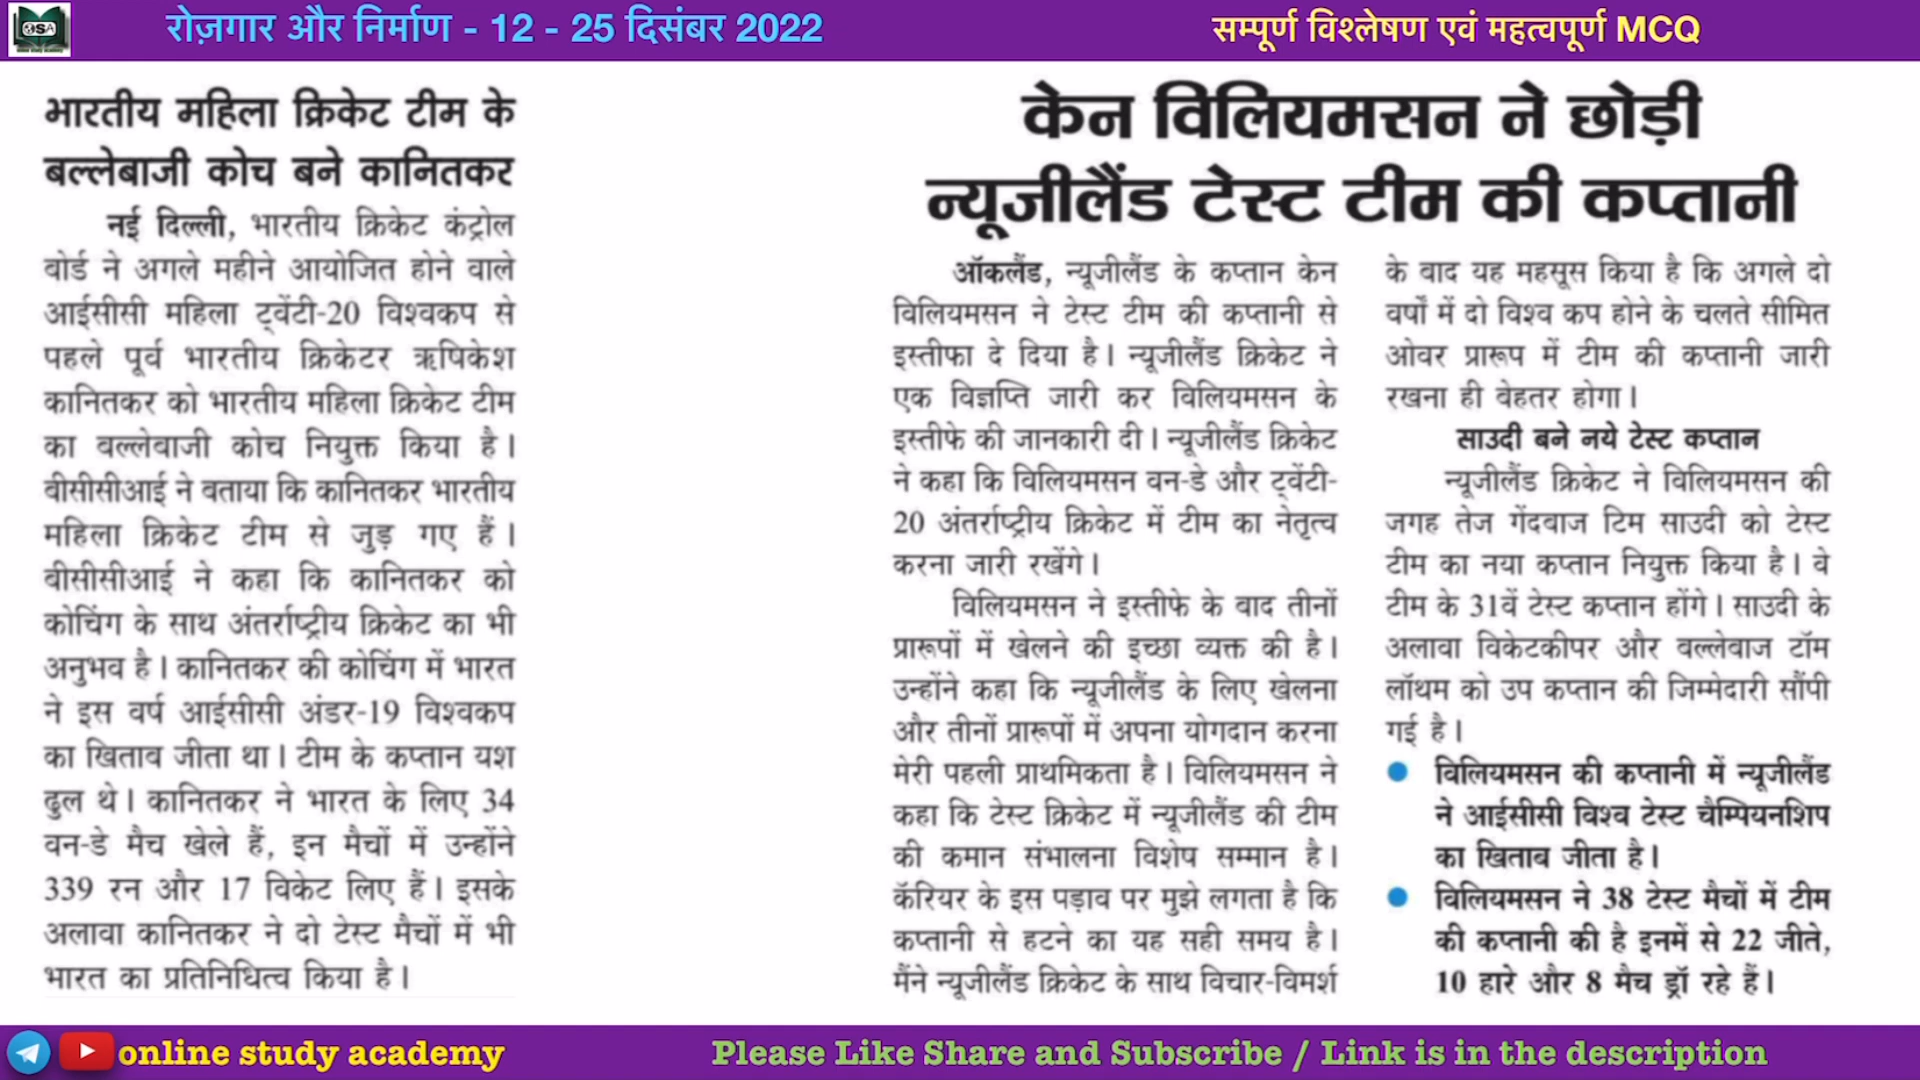 OSA
रोज़गार और निर्माण - 12 - 25 दिसंबर 2022
सम्पूर्ण विश्लेषण एवं महत्वपूर्ण MCQ
भारतीय महिला क्रिकेट टीम के
बल्लेबाजी कोच बने कानितकर
नई दिल्ली, भारतीय क्रिकेट कंट्रोल
बोर्ड ने अगले महीने आयोजित होने वाले
आईसीसी महिला ट्वेंटी-20 विश्वकप से
पहले पूर्व भारतीय क्रिकेटर ऋषिकेश
कानितकर को भारतीय महिला क्रिकेट टीम
का बल्लेबाजी कोच नियुक्त किया है।
बीसीसीआई ने बताया कि कानितकर भारतीय
महिला क्रिकेट टीम से जुड़ गए हैं।
बीसीसीआई ने कहा कि कानितकर को
कोचिंग के साथ अंतर्राष्ट्रीय क्रिकेट का भी
अनुभव है। कानितकर की कोचिंग में भारत
ने इस वर्ष आईसीसी अंडर-19 विश्वकप
का खिताब जीता था। टीम के कप्तान यश
ढुल थे। कानितकर ने भारत के लिए 34
वन-डे मैच खेले हैं, इन मैचों में उन्होंने
339 रन और 17 विकेट लिए हैं। इसके
अलावा कानितकर ने दो टेस्ट मैचों में भी
भारत का प्रतिनिधित्व किया है।
केन विलियमसन ने छोड़ी
न्यूजीलैंड टेस्ट टीम की कप्तानी
ऑकलैंड, न्यूजीलैंड के कप्तान केन
विलियमसन ने टेस्ट टीम की कप्तानी से
इस्तीफा दे दिया है। न्यूजीलैंड क्रिकेट ने
एक विज्ञप्ति जारी कर विलियमसन के
इस्तीफे की जानकारी दी। न्यूजीलैंड क्रिकेट
ने कहा कि विलियमसन वन-डे और ट्वेंटी-
20 अंतर्राष्ट्रीय क्रिकेट में टीम का नेतृत्व
करना जारी रखेंगे।
विलियमसन ने इस्तीफे के बाद तीनों
प्रारूपों में खेलने की इच्छा व्यक्त की है।
उन्होंने कहा कि न्यूजीलैंड के लिए खेलना
और तीनों प्रारूपों में अपना योगदान करना
मेरी पहली प्राथमिकता है। विलियमसन ने
कहा कि टेस्ट क्रिकेट में न्यूजीलैंड की टीम
की कमान संभालना विशेष सम्मान है।
कॅरियर के इस पड़ाव पर मुझे लगता है कि
कप्तानी से हटने का यह सही समय है।
मैंने न्यूजीलैंड क्रिकेट के साथ विचार-विमर्श
के बाद यह महसूस किया है कि अगले दो
वर्षों में दो विश्व कप होने के चलते सीमित
ओवर प्रारूप में टीम की कप्तानी जारी
रखना ही बेहतर होगा।
साउदी बने नये टेस्ट कप्तान
न्यूजीलैंड क्रिकेट ने विलियमसन की
जगह तेज गेंदबाज टिम साउदी को टेस्ट
टीम का नया कप्तान नियुक्त किया है। वे
टीम के 31वें टेस्ट कप्तान होंगे। साउदी के
अलावा विकेटकीपर और बल्लेबाज टॉम
लॉथम को उप कप्तान की जिम्मेदारी सौंपी
गई है।
● विलियमसन की कप्तानी में न्यूजीलैंड
ने आईसीसी विश्व टेस्ट चैम्पियनशिप
का खिताब जीता है।
● विलियमसन ने 38 टेस्ट मैचों में टीम
की कप्तानी की है इनमें से 22 जीते,
10 हारे और 8 मैच ड्रॉ रहे हैं।
online study academy
Please Like Share and Subscribe / Link is in the description